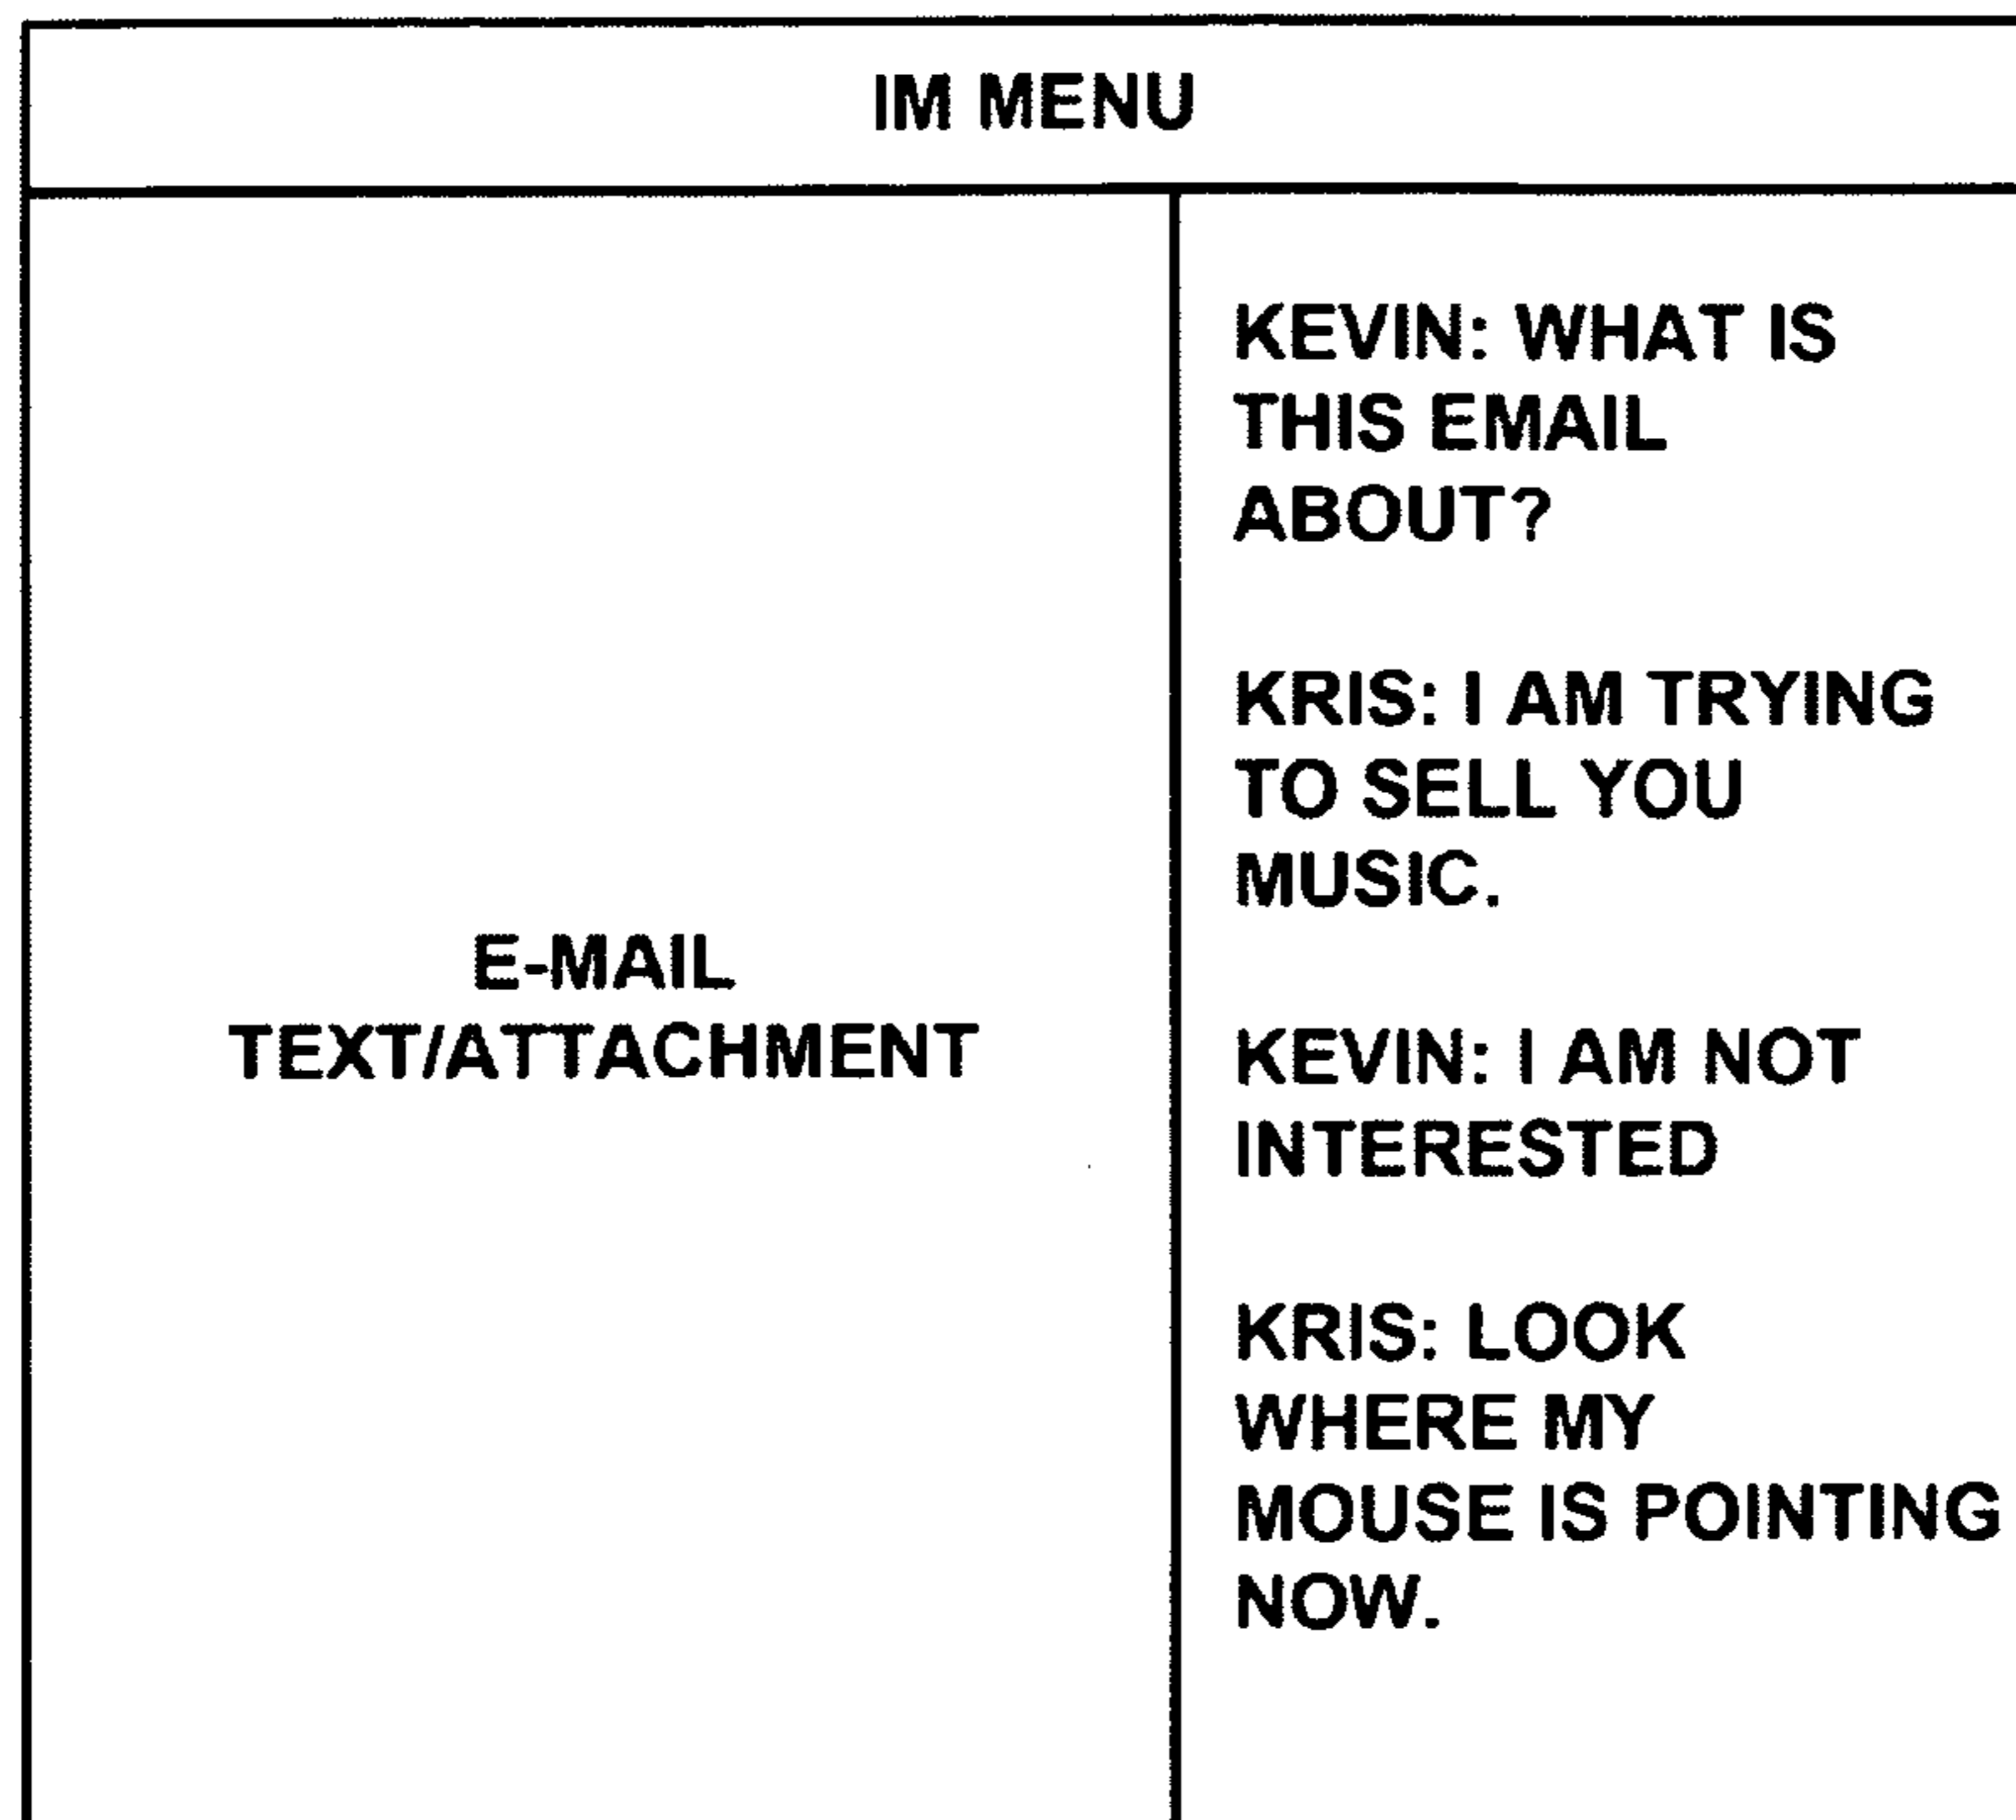 IM MENU
E-MAIL
TEXT/ATTACHMENT
KEVIN: WHAT IS
THIS EMAIL
ABOUT?
KRIS: I AM TRYING
TO SELL YOU
MUSIC.
KEVIN: I AM NOT
INTERESTED
KRIS: LOOK
WHERE MY
MOUSE IS POINTING
NOW.